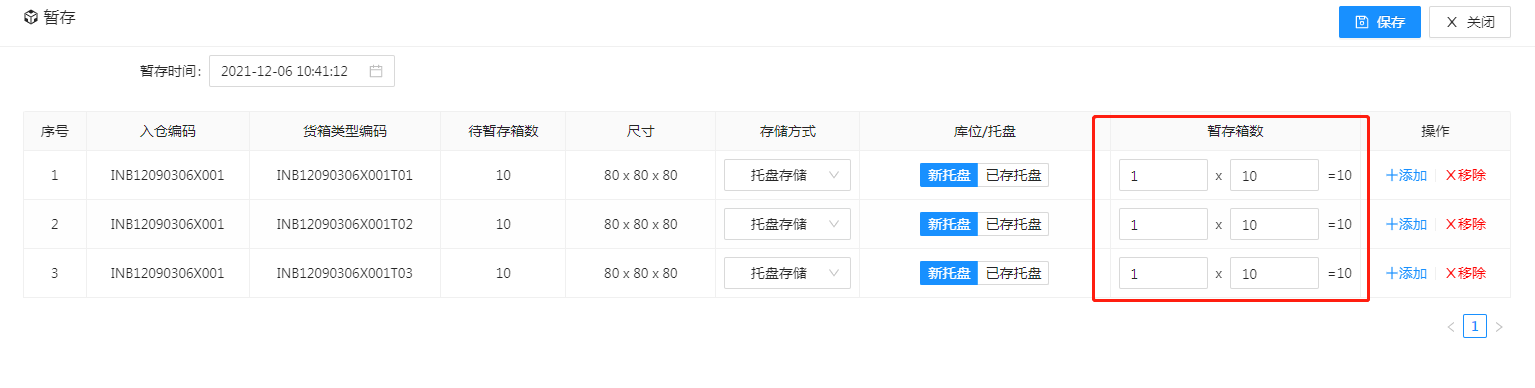 暂存
保存
关闭
暂存时间: 2021-12-06 10:41:12
序号 入仓编码 货箱类型编码 待暂存箱数 尺寸 存储方式 库位/托盘 暂存箱数 操作
1 INB12090306X001 INB12090306X001T01 10 80 x 80 x 80 托盘存储 新托盘 已存托盘 1 x 10 =10 添加 移除
2 INB12090306X001 INB12090306X001T02 10 80 x 80 x 80 托盘存储 新托盘 已存托盘 1 x 10 =10 添加 移除
3 INB12090306X001 INB12090306X001T03 10 80 x 80 x 80 托盘存储 新托盘 已存托盘 1 x 10 =10 添加 移除
1